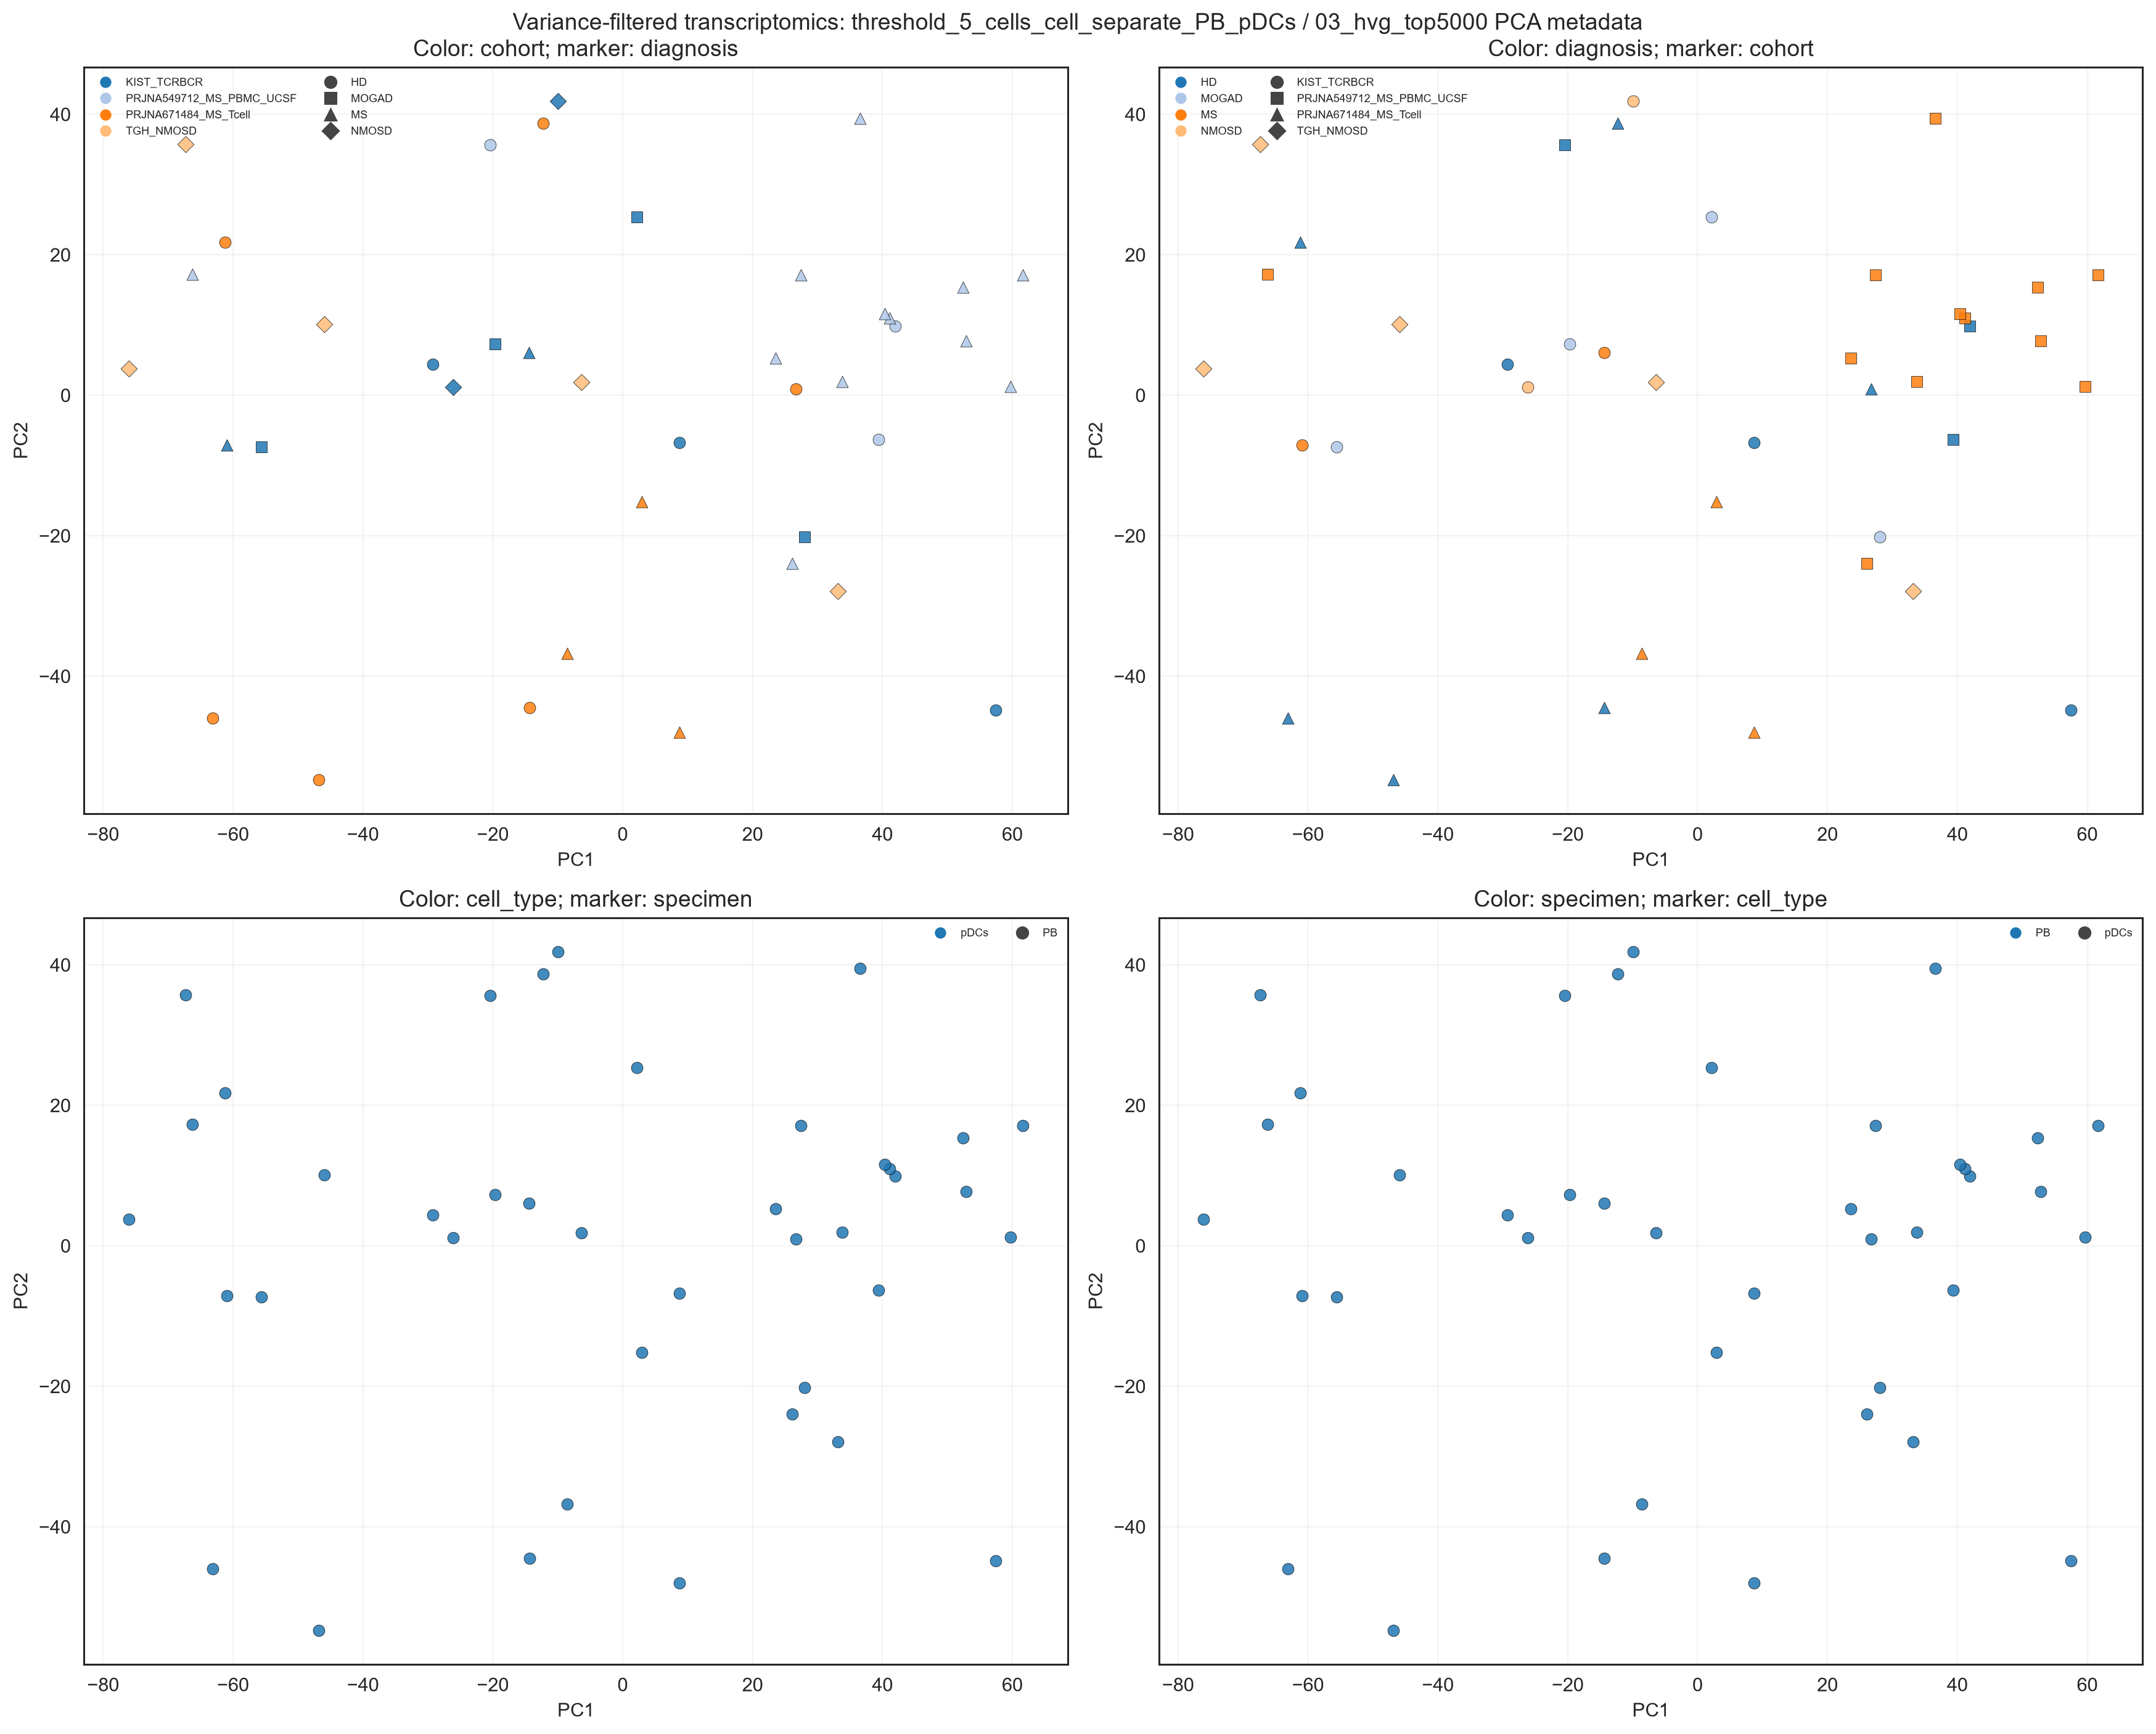 Variance-filtered transcriptomics: threshold_5_cells_cell_separate_PB_pDCs / 03_hvg_top5000 PCA metadata
Color: cohort; marker: diagnosis
KIST_TCRBCR HD
PRJNA549712_MS_PBMC_UCSF MOGAD
PRJNA671484_MS_Tcell MS
TGH_NMOSD NMOSD
40
20
0
−20
−40
PC2
−80 −60 −40 −20 0 20 40 60
PC1
Color: diagnosis; marker: cohort
HD KIST_TCRBCR
MOGAD PRJNA549712_MS_PBMC_UCSF
MS PRJNA671484_MS_Tcell
NMOSD TGH_NMOSD
40
20
0
−20
−40
PC2
−80 −60 −40 −20 0 20 40 60
PC1
Color: cell_type; marker: specimen
pDCs PB
40
20
0
−20
−40
PC2
−80 −60 −40 −20 0 20 40 60
PC1
Color: specimen; marker: cell_type
PB pDCs
40
20
0
−20
−40
PC2
−80 −60 −40 −20 0 20 40 60
PC1